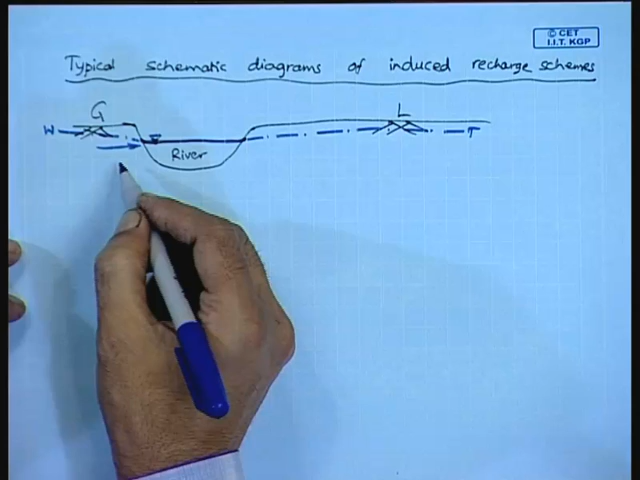 © CET
I.I.T. KGP
Typical schematic diagrams of induced recharge schemes
G L
W T
River